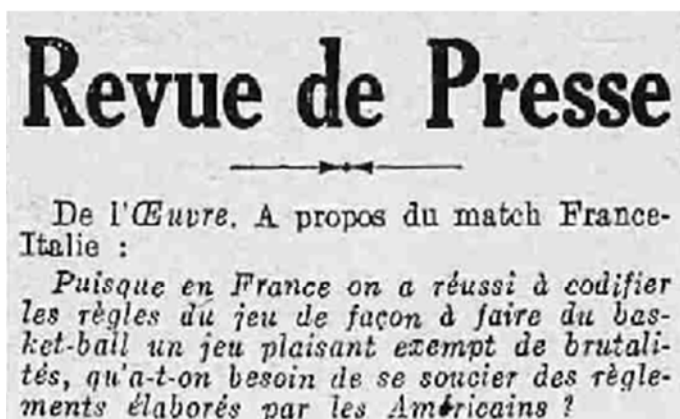 Revue de Presse
De l'Œuvre. A propos du match France-
Italie :
Puisque en France on a réussi à codifier
les règles du jeu de façon à faire du bas-
ket-ball un jeu plaisant exempt de brutali-
tés, qu'a-t-on besoin de se soucier des règle-
ments élaborés par les Américains ?